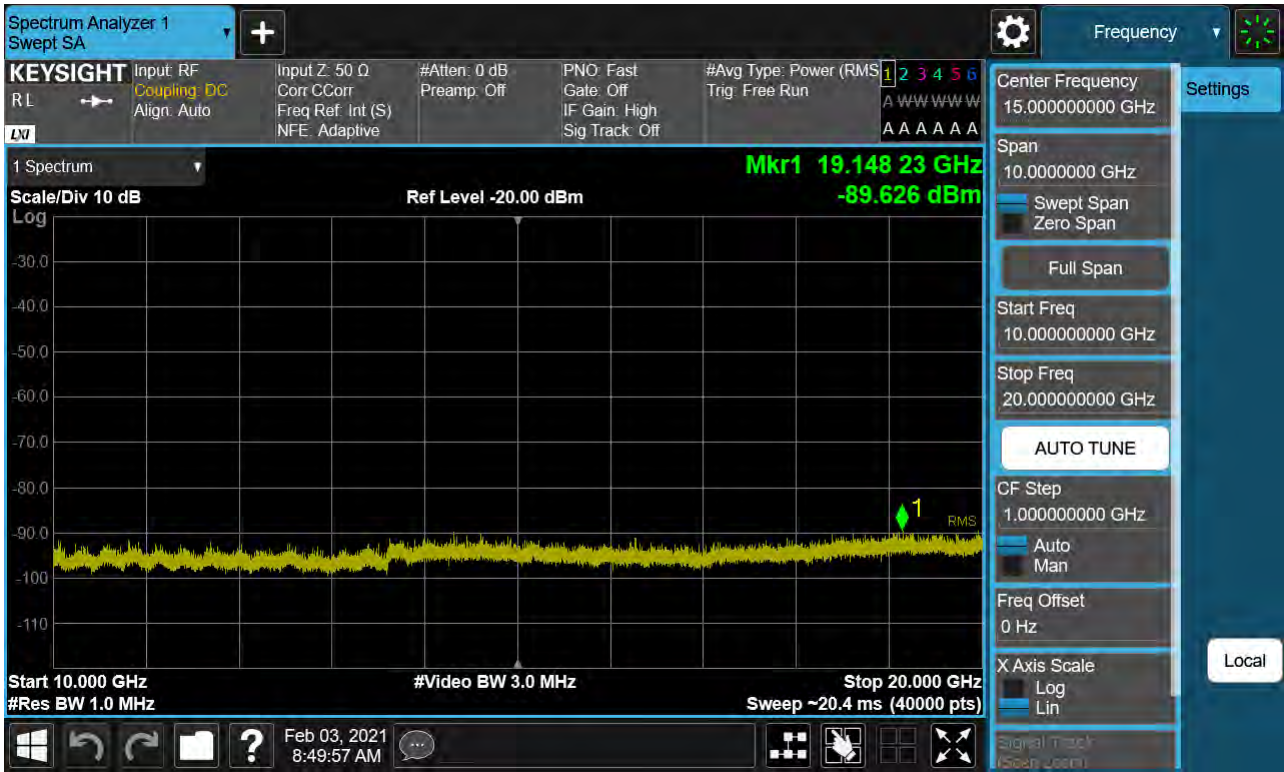 Spectrum Analyzer 1
Swept SA
+
Frequency
KEYSIGHT
RL
LXI
Input: RF
Coupling: DC
Align: Auto
Input Z: 50 Ω
Corr CCorr
Freq Ref: Int (S)
NFE: Adaptive
#Atten: 0 dB
Preamp: Off
PNO: Fast
Gate: Off
IF Gain: High
Sig Track: Off
#Avg Type: Power (RMS
Trig: Free Run
1 2 3 4 5 6
A W W W W W
A A A A A A
1 Spectrum
Mkr1 19.148 23 GHz
-89.626 dBm
Scale/Div 10 dB
Ref Level -20.00 dBm
Log
-30.0
-40.0
-50.0
-60.0
-70.0
-80.0
-90.0
-100
-110
1
RMS
Start 10.000 GHz
#Video BW 3.0 MHz
Stop 20.000 GHz
#Res BW 1.0 MHz
Sweep ~20.4 ms (40000 pts)
Center Frequency
15.000000000 GHz
Settings
Span
10.0000000 GHz
Swept Span
Zero Span
Full Span
Start Freq
10.000000000 GHz
Stop Freq
20.000000000 GHz
AUTO TUNE
CF Step
1.000000000 GHz
Auto
Man
Freq Offset
0 Hz
X Axis Scale
Log
Lin
Signal Track
(Span Zoom)
Local
?
Feb 03, 2021
8:49:57 AM